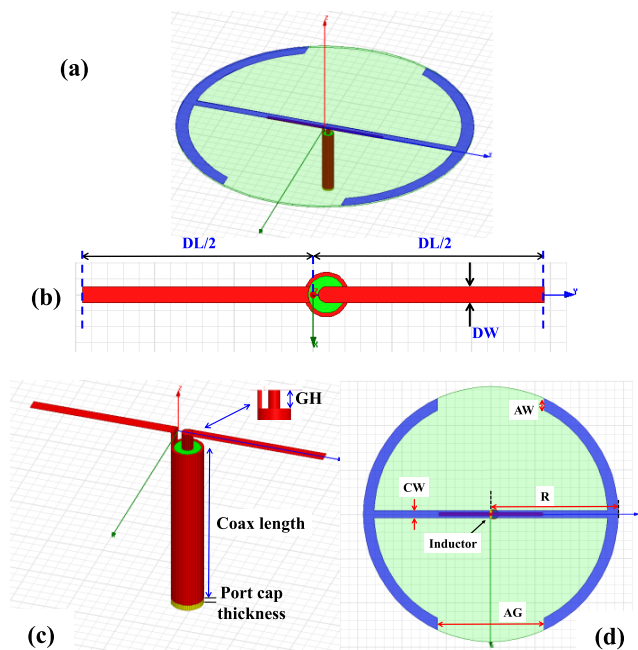 (a)
DL/2 DL/2
(b)
DW
GH
Coax length
Port cap
thickness
(c)
AW
CW
R
Inductor
AG
(d)